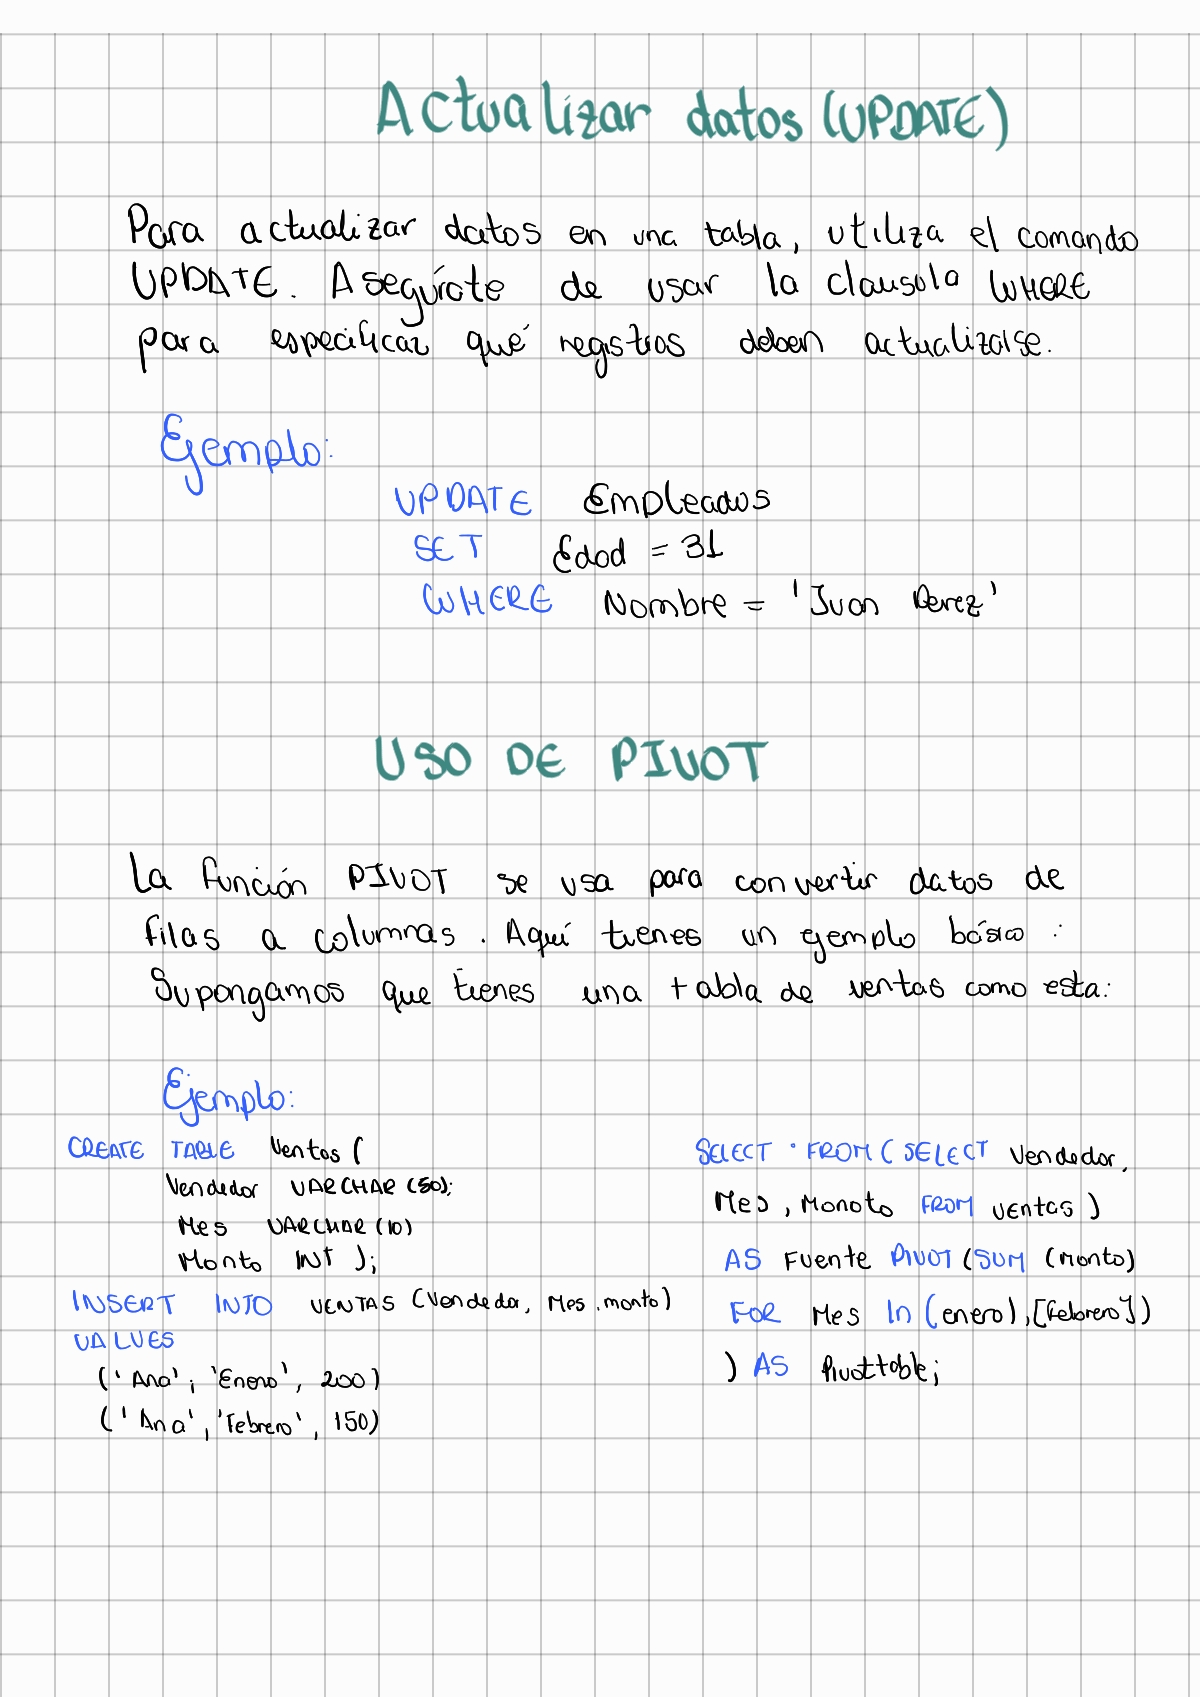 Actualizar datos (UPDATE)
Para actualizar datos en una tabla, utiliza el comando
UPDATE. Asegúrate de usar la clausula WHERE
para especificar qué registros deben actualizarse.
Ejemplo:
UPDATE Empleados
SET Edad = 31
WHERE Nombre = 'Juan Perez'
USO DE PIVOT
La función PIVOT se usa para convertir datos de
filas a columnas. Aquí tienes un ejemplo básico :
Supongamos que tienes una tabla de ventas como esta:
Ejemplo:
CREATE TABLE Ventas (
Vendedor VARCHAR (50);
Mes VARCHAR (10)
Monto INT );
INSERT INTO VENTAS (Vendedor, Mes.monto)
VALUES
('Ana'; 'Enero', 200)
('Ana', 'Febrero', 150)
SELECT · FROM ( SELECT Vendedor,
Mes, Monoto FROM ventas )
AS Fuente PIVOT (SUM (monto)
FOR Mes In (enero),[febrero])
) AS Pivottable;